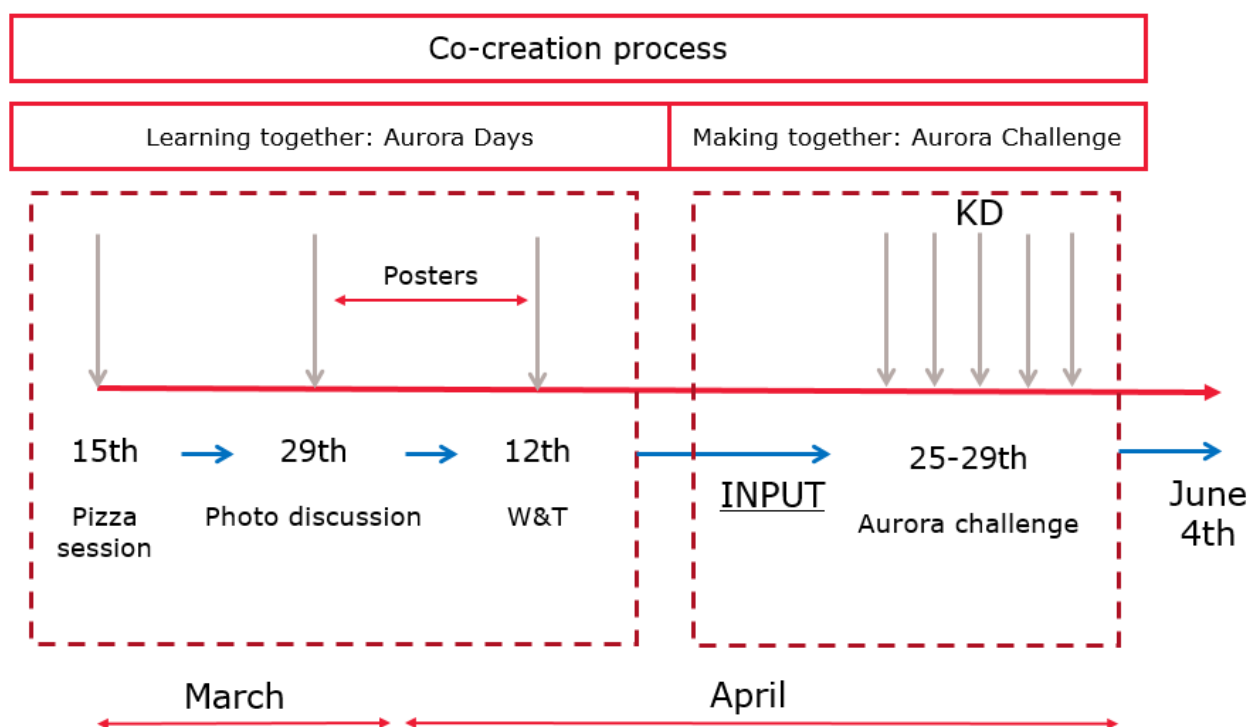 Co-creation process
Learning together: Aurora Days
Making together: Aurora Challenge
KD
Posters
15th
29th
12th
25-29th
Pizza
session
Photo discussion
W&T
INPUT
Aurora challenge
June
4th
March
April